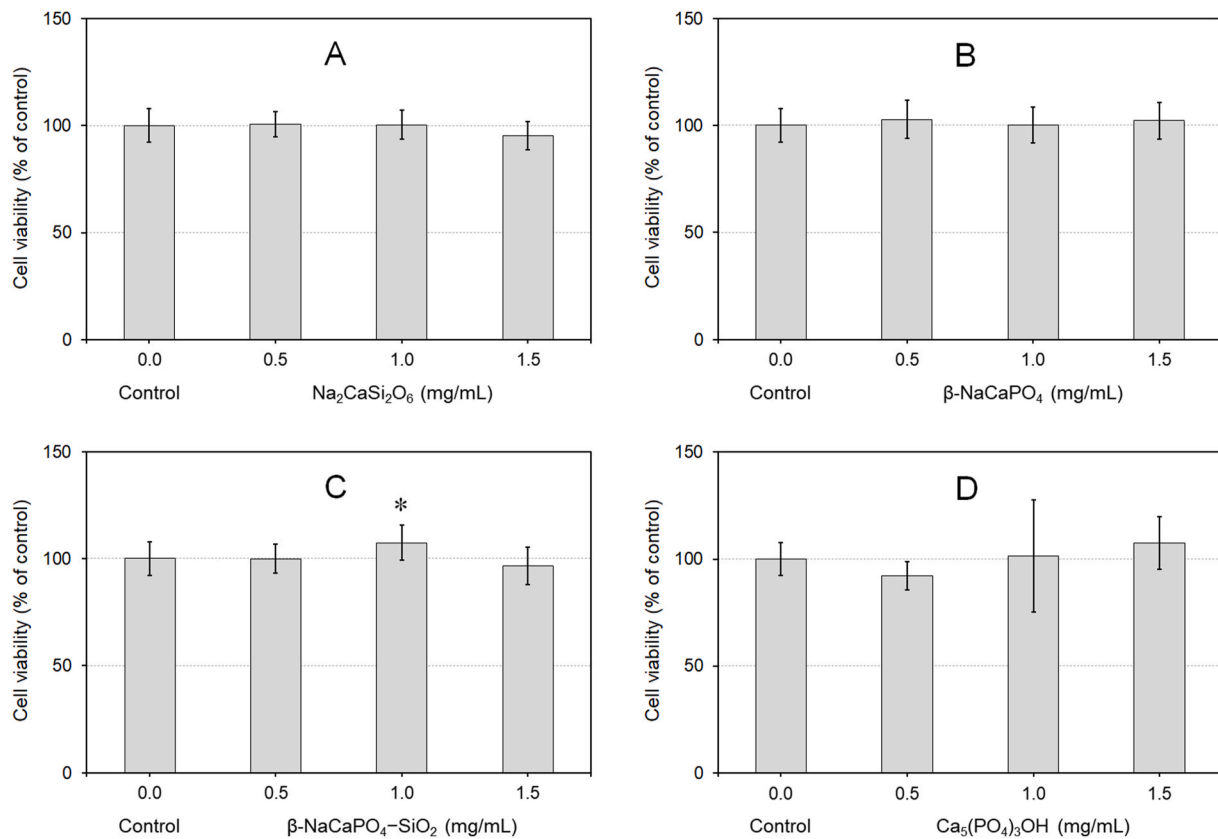 150
100
50
0
Cell viability (% of control)
A
0.0 0.5 1.0 1.5
Control Na₂CaSi₂O₆ (mg/mL)
150
100
50
0
Cell viability (% of control)
B
0.0 0.5 1.0 1.5
Control β-NaCaPO₄ (mg/mL)
150
100
50
0
Cell viability (% of control)
C
*
0.0 0.5 1.0 1.5
Control β-NaCaPO₄−SiO₂ (mg/mL)
150
100
50
0
Cell viability (% of control)
D
0.0 0.5 1.0 1.5
Control Ca₅(PO₄)₃OH (mg/mL)